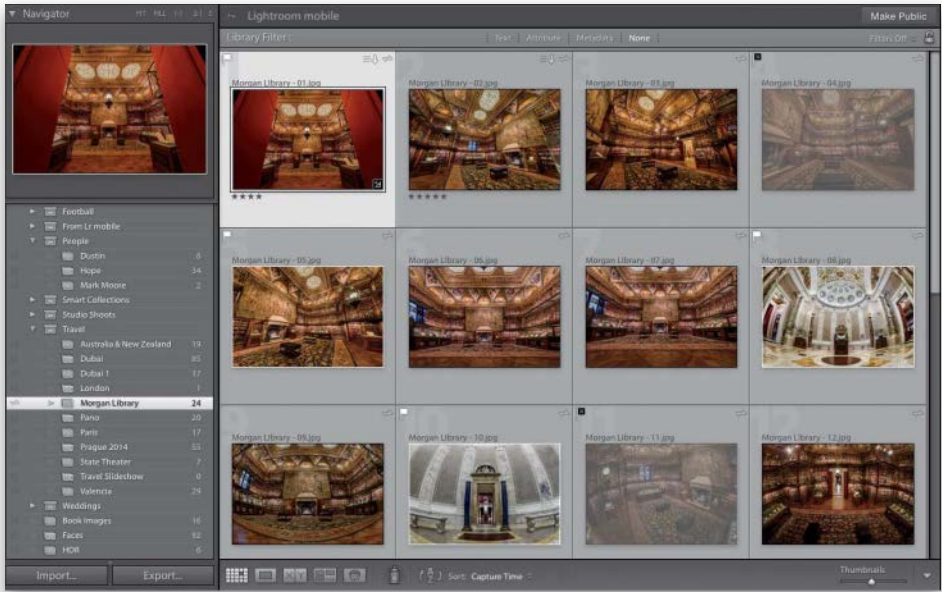 Navigator
Lightroom mobile
Make Public
Library Filter:
Text Attribute Metadata None
Filters Off
Morgan Library - 01.jpg
Morgan Library - 02.jpg
Morgan Library - 03.jpg
Morgan Library - 04.jpg
Football
From Lr mobile
People
Dustin 8
Hope 34
Mark Moore 2
Smart Collections
Studio Shoots
Travel
Australia & New Zealand 19
Dubai 85
Dubai 1 17
London 1
Morgan Library 24
Pano 20
Paris 17
Prague 2014 53
State Theater 7
Travel Slideshow 0
Valencia 29
Weddings
Book Images 16
Faces 92
HDR 6
Morgan Library - 05.jpg
Morgan Library - 06.jpg
Morgan Library - 07.jpg
Morgan Library - 08.jpg
Morgan Library - 09.jpg
Morgan Library - 10.jpg
Morgan Library - 11.jpg
Morgan Library - 12.jpg
Import...
Export...
Sort: Capture Time
Thumbnails